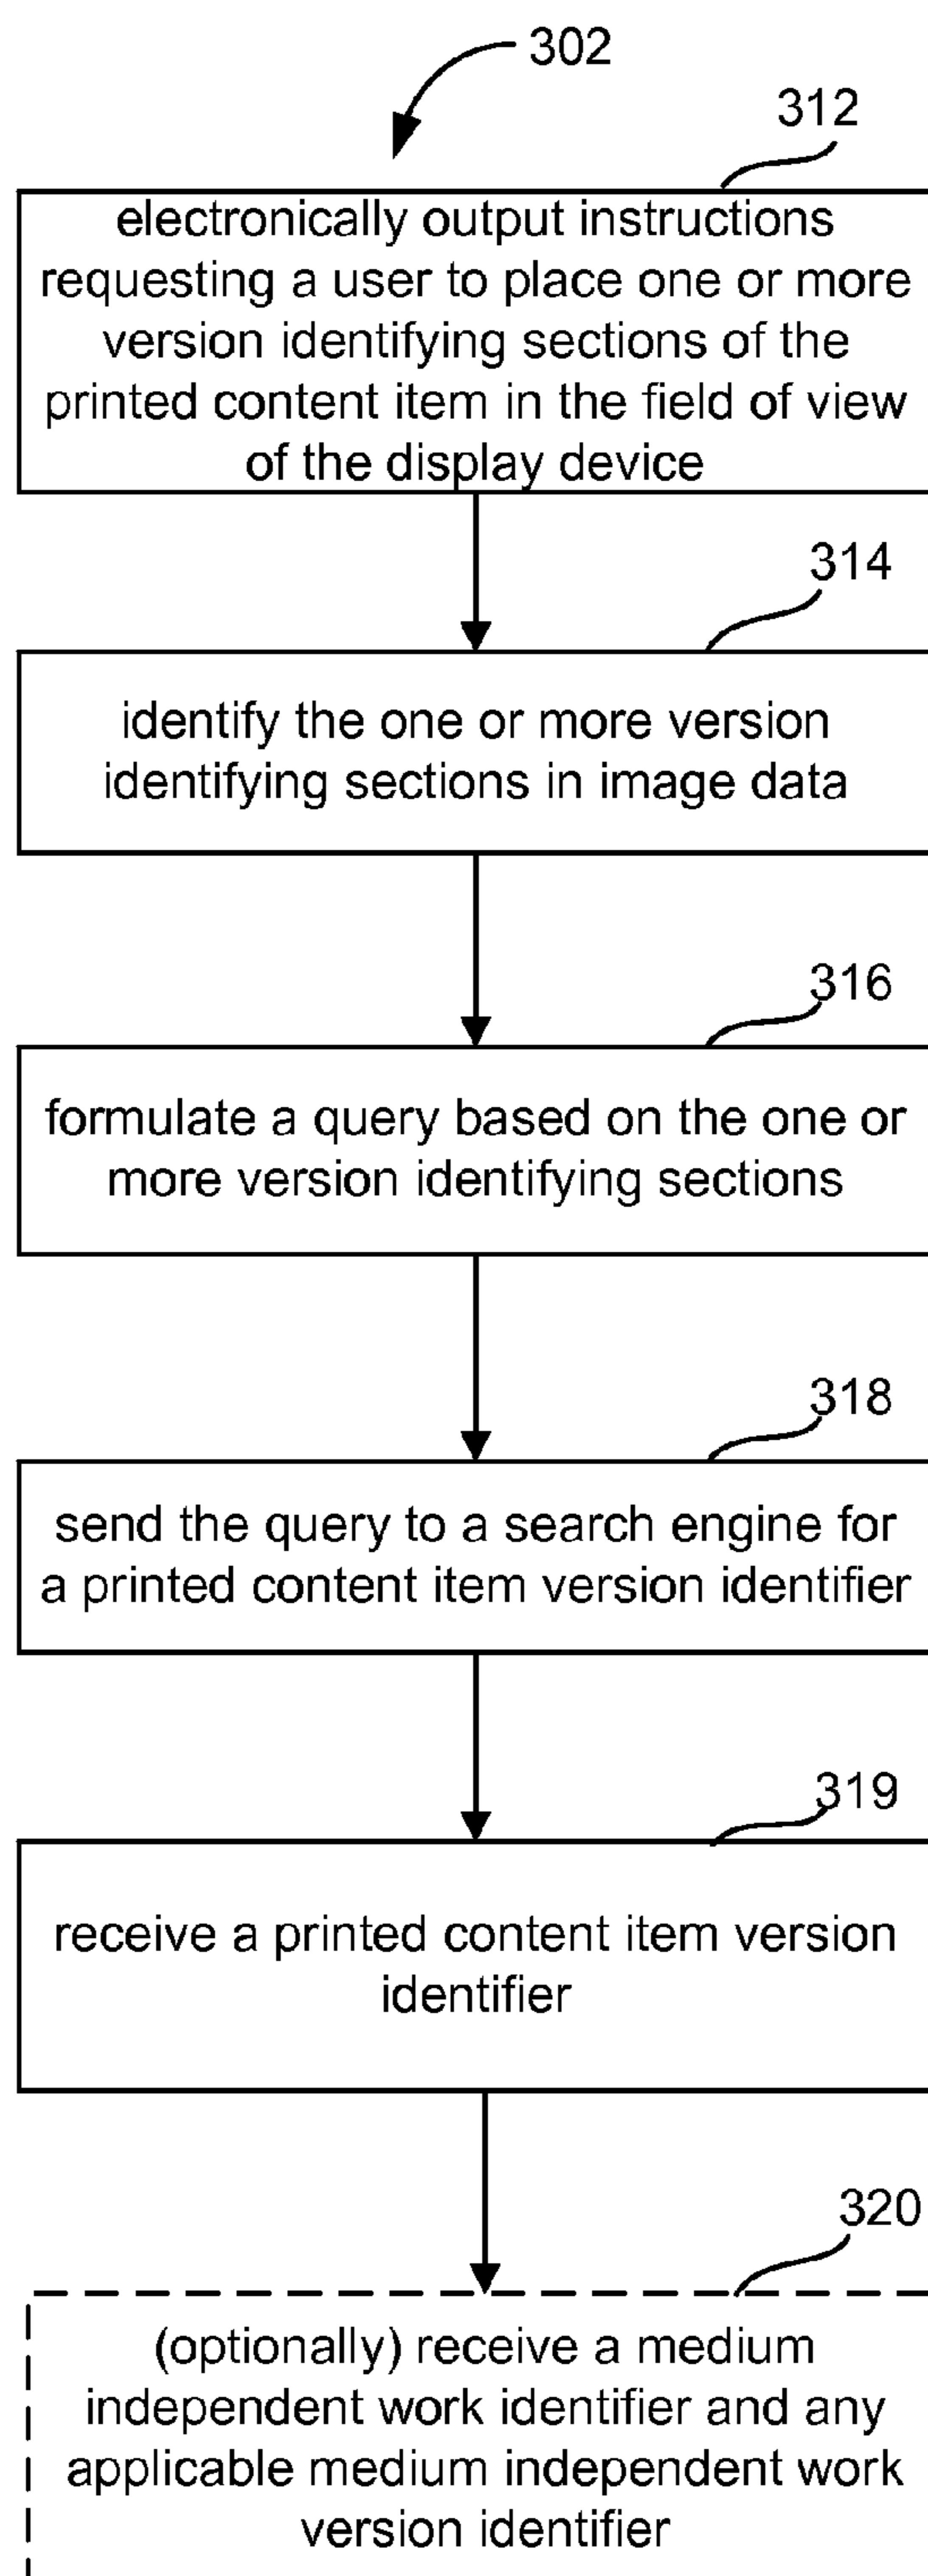 302
312
electronically output instructions
requesting a user to place one or more
version identifying sections of the
printed content item in the field of view
of the display device
314
identify the one or more version
identifying sections in image data
316
formulate a query based on the one or
more version identifying sections
318
send the query to a search engine for
a printed content item version identifier
319
receive a printed content item version
identifier
320
(optionally) receive a medium
independent work identifier and any
applicable medium independent work
version identifier